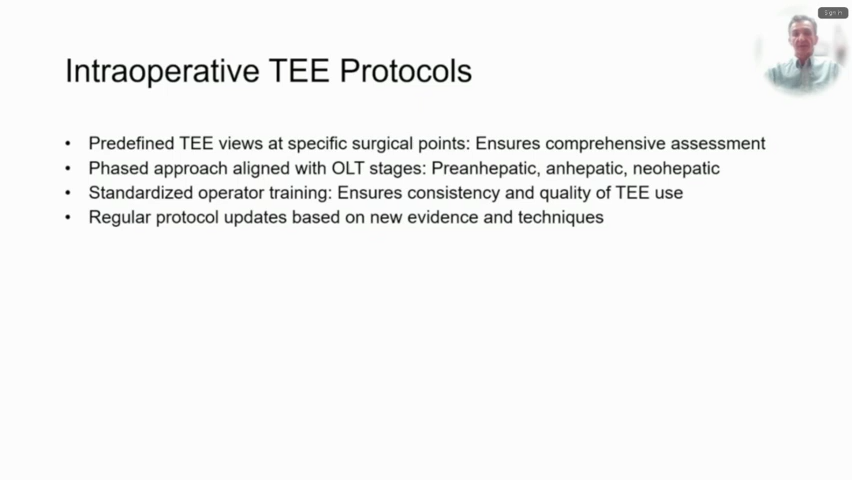 Sign in
Intraoperative TEE Protocols
• Predefined TEE views at specific surgical points: Ensures comprehensive assessment
• Phased approach aligned with OLT stages: Preanhepatic, anhepatic, neohepatic
• Standardized operator training: Ensures consistency and quality of TEE use
• Regular protocol updates based on new evidence and techniques